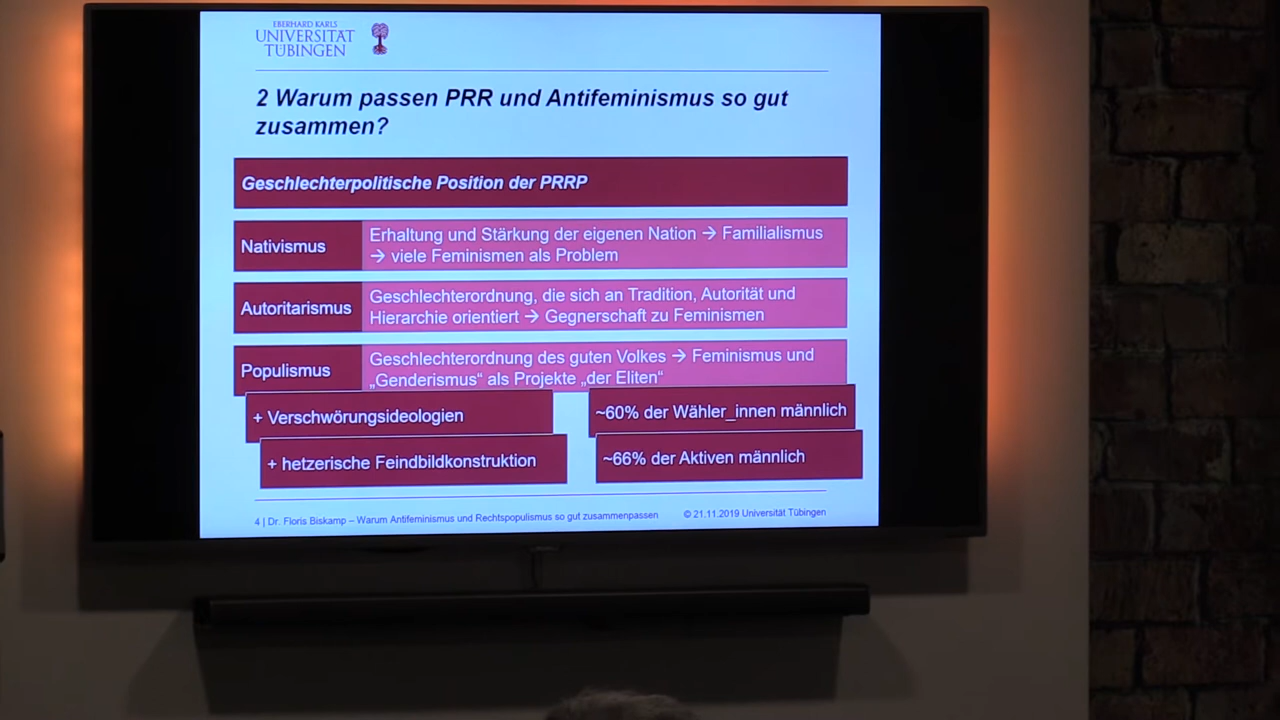 EBERHARD KARLS
UNIVERSITÄT
TÜBINGEN
2 Warum passen PRR und Antifeminismus so gut
zusammen?
Geschlechterpolitische Position der PRRP
Nativismus
Erhaltung und Stärkung der eigenen Nation → Familialismus
→ viele Feminismen als Problem
Autoritarismus
Geschlechterordnung, die sich an Tradition, Autorität und
Hierarchie orientiert → Gegnerschaft zu Feminismen
Populismus
Geschlechterordnung des guten Volkes → Feminismus und
„Genderismus“ als Projekte „der Eliten“
+ Verschwörungsideologien
~60% der Wähler_innen männlich
+ hetzerische Feindbildkonstruktion
~66% der Aktiven männlich
4 | Dr. Floris Biskamp – Warum Antifeminismus und Rechtspopulismus so gut zusammenpassen
© 21.11.2019 Universität Tübingen